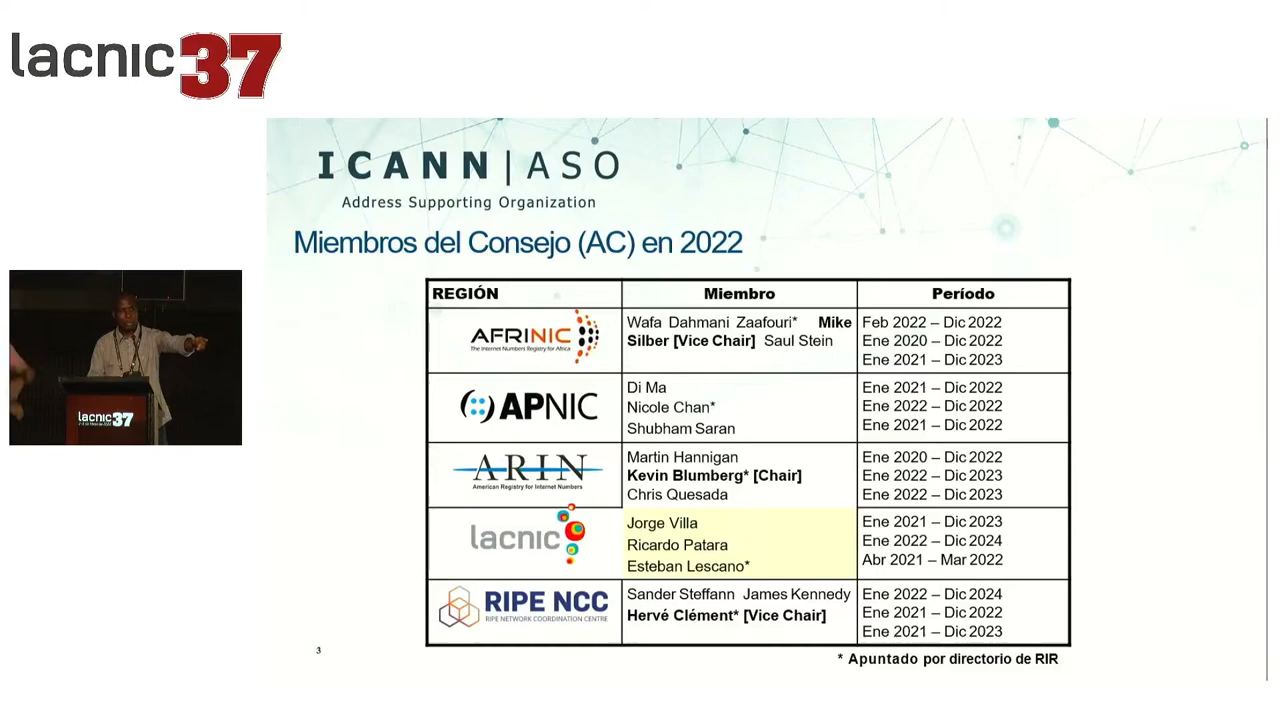 lacnic 37
ICANN | ASO
Address Supporting Organization
Miembros del Consejo (AC) en 2022
REGIÓN Miembro Período
AFRINIC
The Internet Numbers Registry for Africa
Wafa Dahmani Zaafouri* Mike
Silber [Vice Chair] Saul Stein
Feb 2022 – Dic 2022
Ene 2020 – Dic 2022
Ene 2021 – Dic 2023
APNIC
Di Ma
Nicole Chan*
Shubham Saran
Ene 2021 – Dic 2022
Ene 2022 – Dic 2022
Ene 2021 – Dic 2022
ARIN
American Registry for Internet Numbers
Martin Hannigan
Kevin Blumberg* [Chair]
Chris Quesada
Ene 2020 – Dic 2022
Ene 2022 – Dic 2023
Ene 2022 – Dic 2023
lacnic
Jorge Villa
Ricardo Patara
Esteban Lescano*
Ene 2021 – Dic 2023
Ene 2022 – Dic 2024
Abr 2021 – Mar 2022
RIPE NCC
RIPE NETWORK COORDINATION CENTRE
Sander Steffann James Kennedy
Hervé Clément* [Vice Chair]
Ene 2022 – Dic 2024
Ene 2021 – Dic 2022
Ene 2021 – Dic 2023
* Apuntado por directorio de RIR
3
lacnic 37